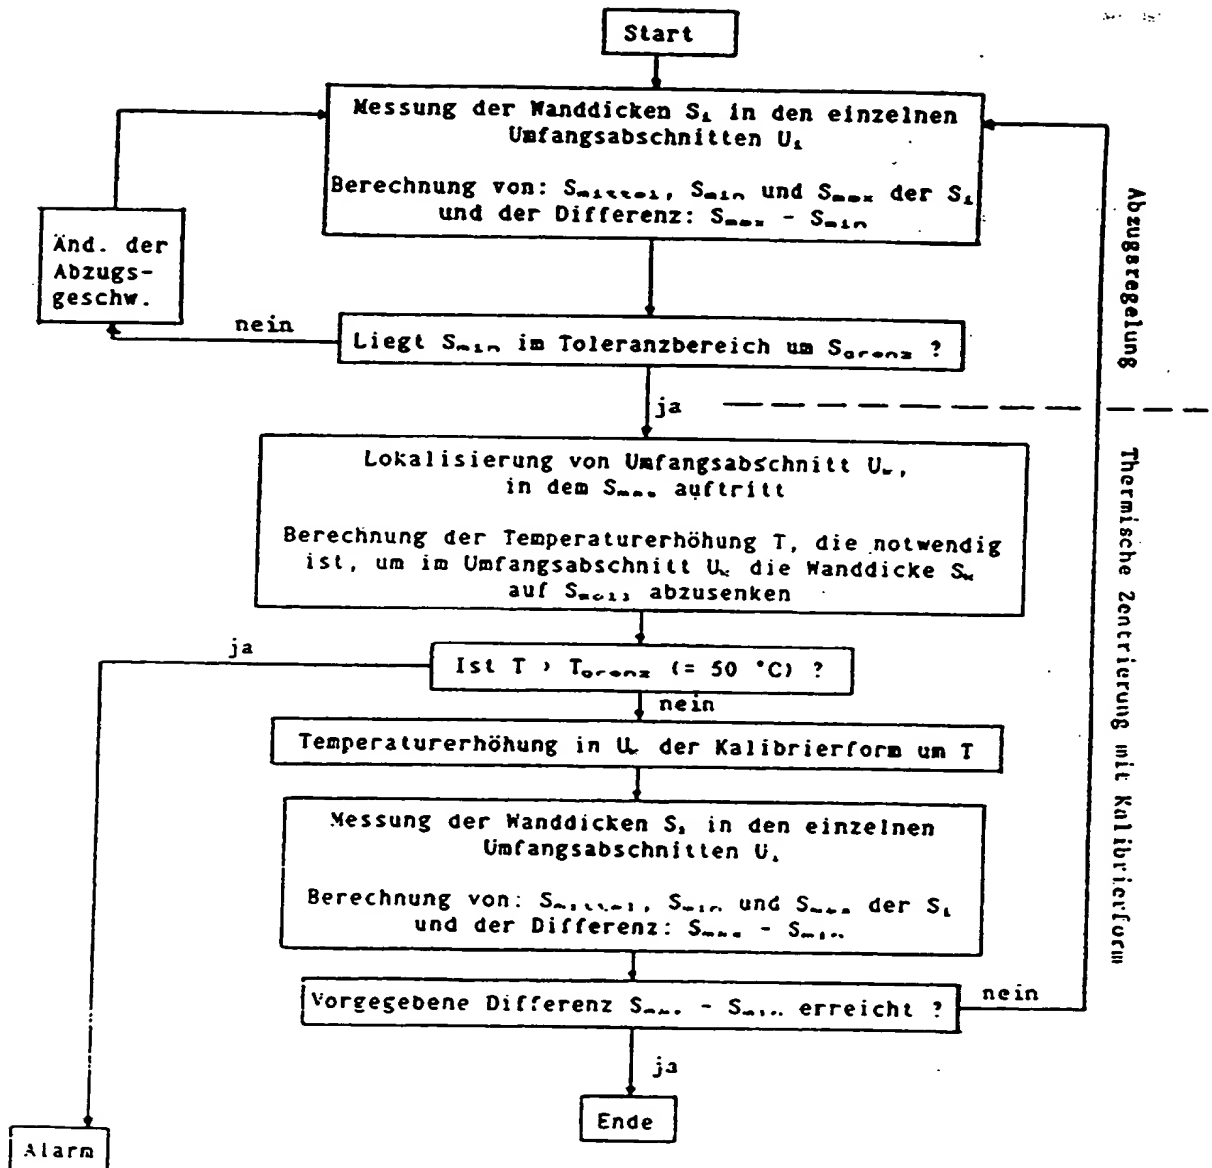 Start
Messung der Wanddicken Si in den einzelnen
Umfangsabschnitten Ui
Berechnung von: Smittel, Smin und Smax der Si
und der Differenz: Smax - Smin
Änd. der
Abzugs-
geschw.
nein
Liegt Smin im Toleranzbereich um SGrenz ?
ja
Abzugsregelung
Lokalisierung von Umfangsabschnitt U ,
in dem Smax auftritt
Berechnung der Temperaturerhöhung T, die notwendig
ist, um im Umfangsabschnitt U die Wanddicke S
auf Ssoll abzusenken
ja
Ist T > TGrenz (= 50 °C) ?
nein
Temperaturerhöhung in U der Kalibrierform um T
Messung der Wanddicken Si in den einzelnen
Umfangsabschnitten Ui
Berechnung von: Smittel, Smin und Smax der Si
und der Differenz: Smax - Smin
Thermische Zentrierung mit Kalibrierform
Vorgegebene Differenz Smax - Smin erreicht ?
nein
ja
Ende
Alarm